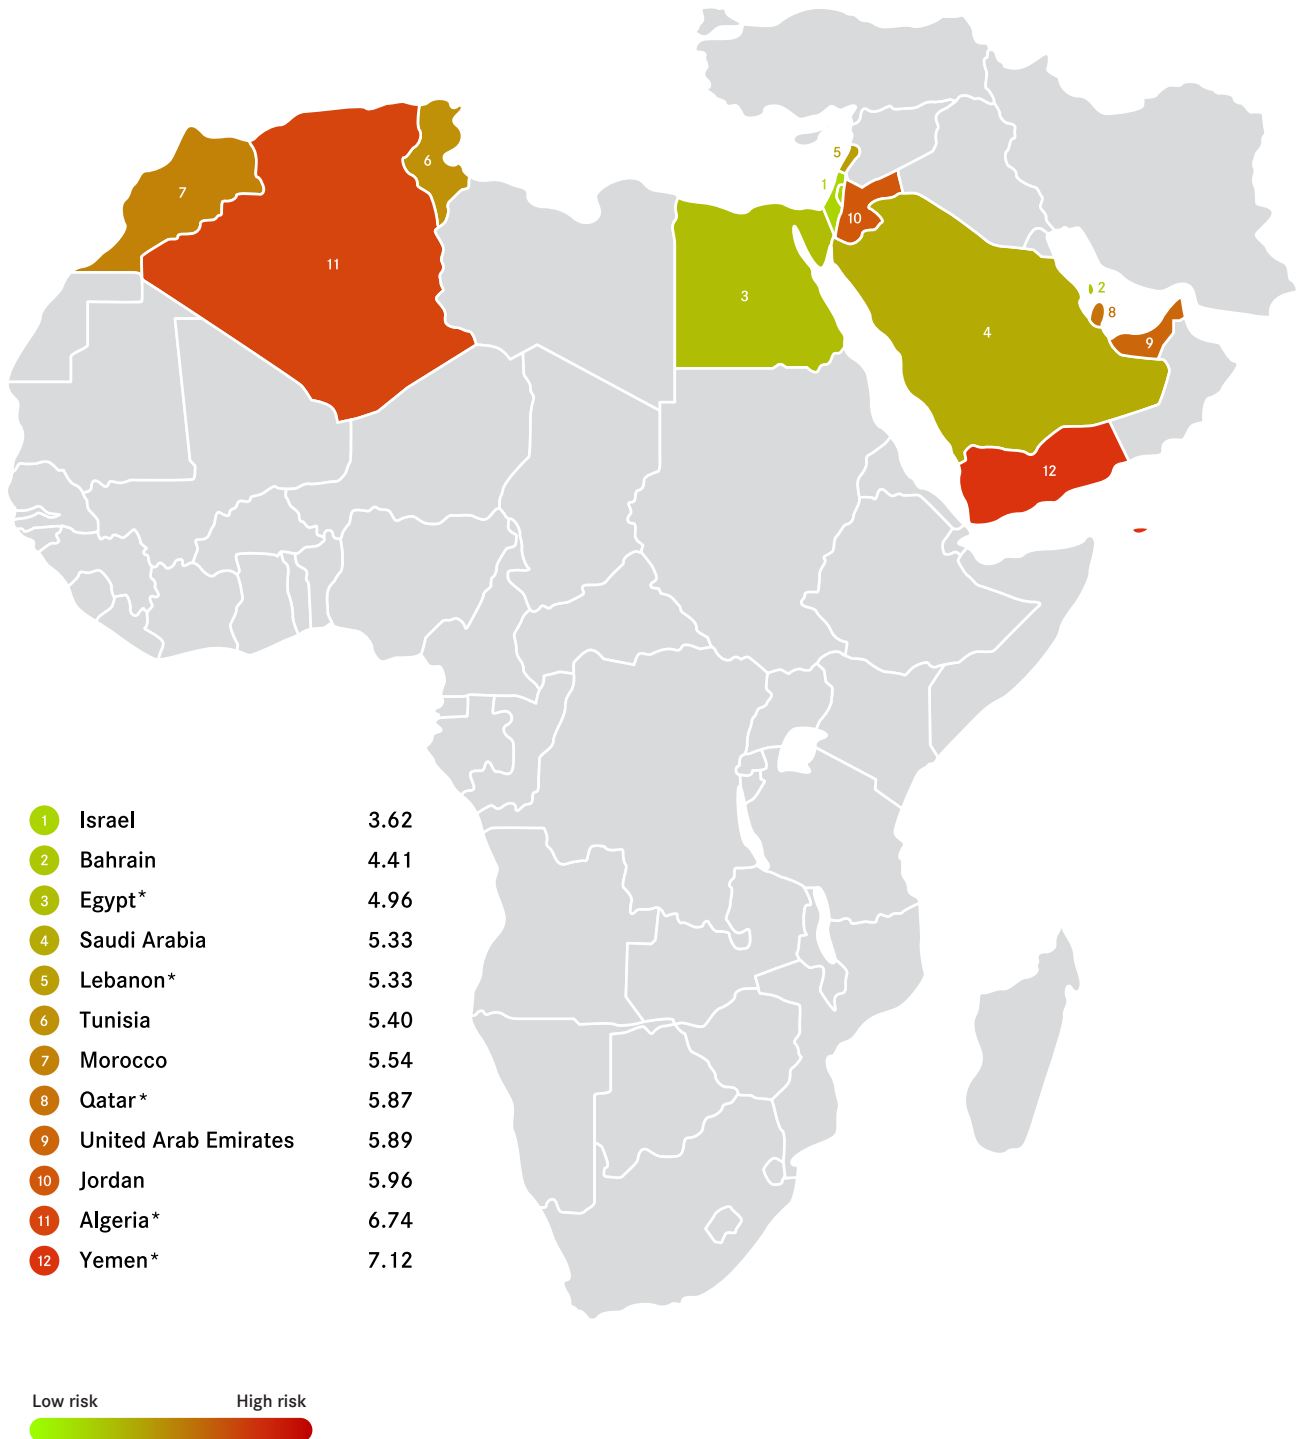 5
1
6
7
10
11
2
3
8
4
9
12
1 Israel 3.62
2 Bahrain 4.41
3 Egypt* 4.96
4 Saudi Arabia 5.33
5 Lebanon* 5.33
6 Tunisia 5.40
7 Morocco 5.54
8 Qatar* 5.87
9 United Arab Emirates 5.89
10 Jordan 5.96
11 Algeria* 6.74
12 Yemen* 7.12
Low risk High risk